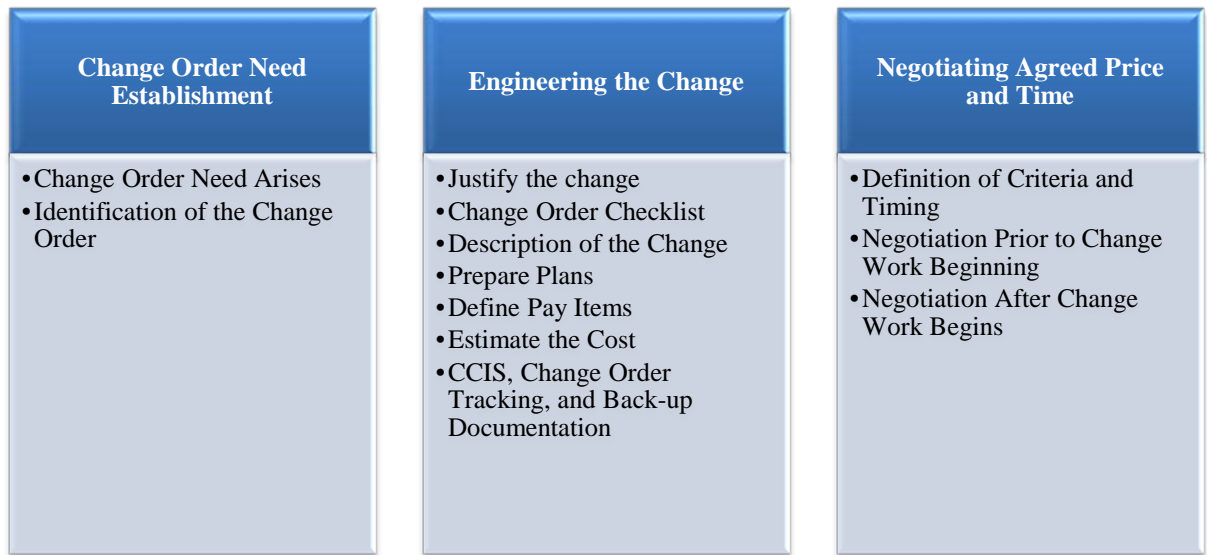 Change Order Need
Establishment
•Change Order Need Arises
•Identification of the Change
Order
Engineering the Change
•Justify the change
•Change Order Checklist
•Description of the Change
•Prepare Plans
•Define Pay Items
•Estimate the Cost
•CCIS, Change Order
Tracking, and Back-up
Documentation
Negotiating Agreed Price
and Time
•Definition of Criteria and
Timing
•Negotiation Prior to Change
Work Beginning
•Negotiation After Change
Work Begins